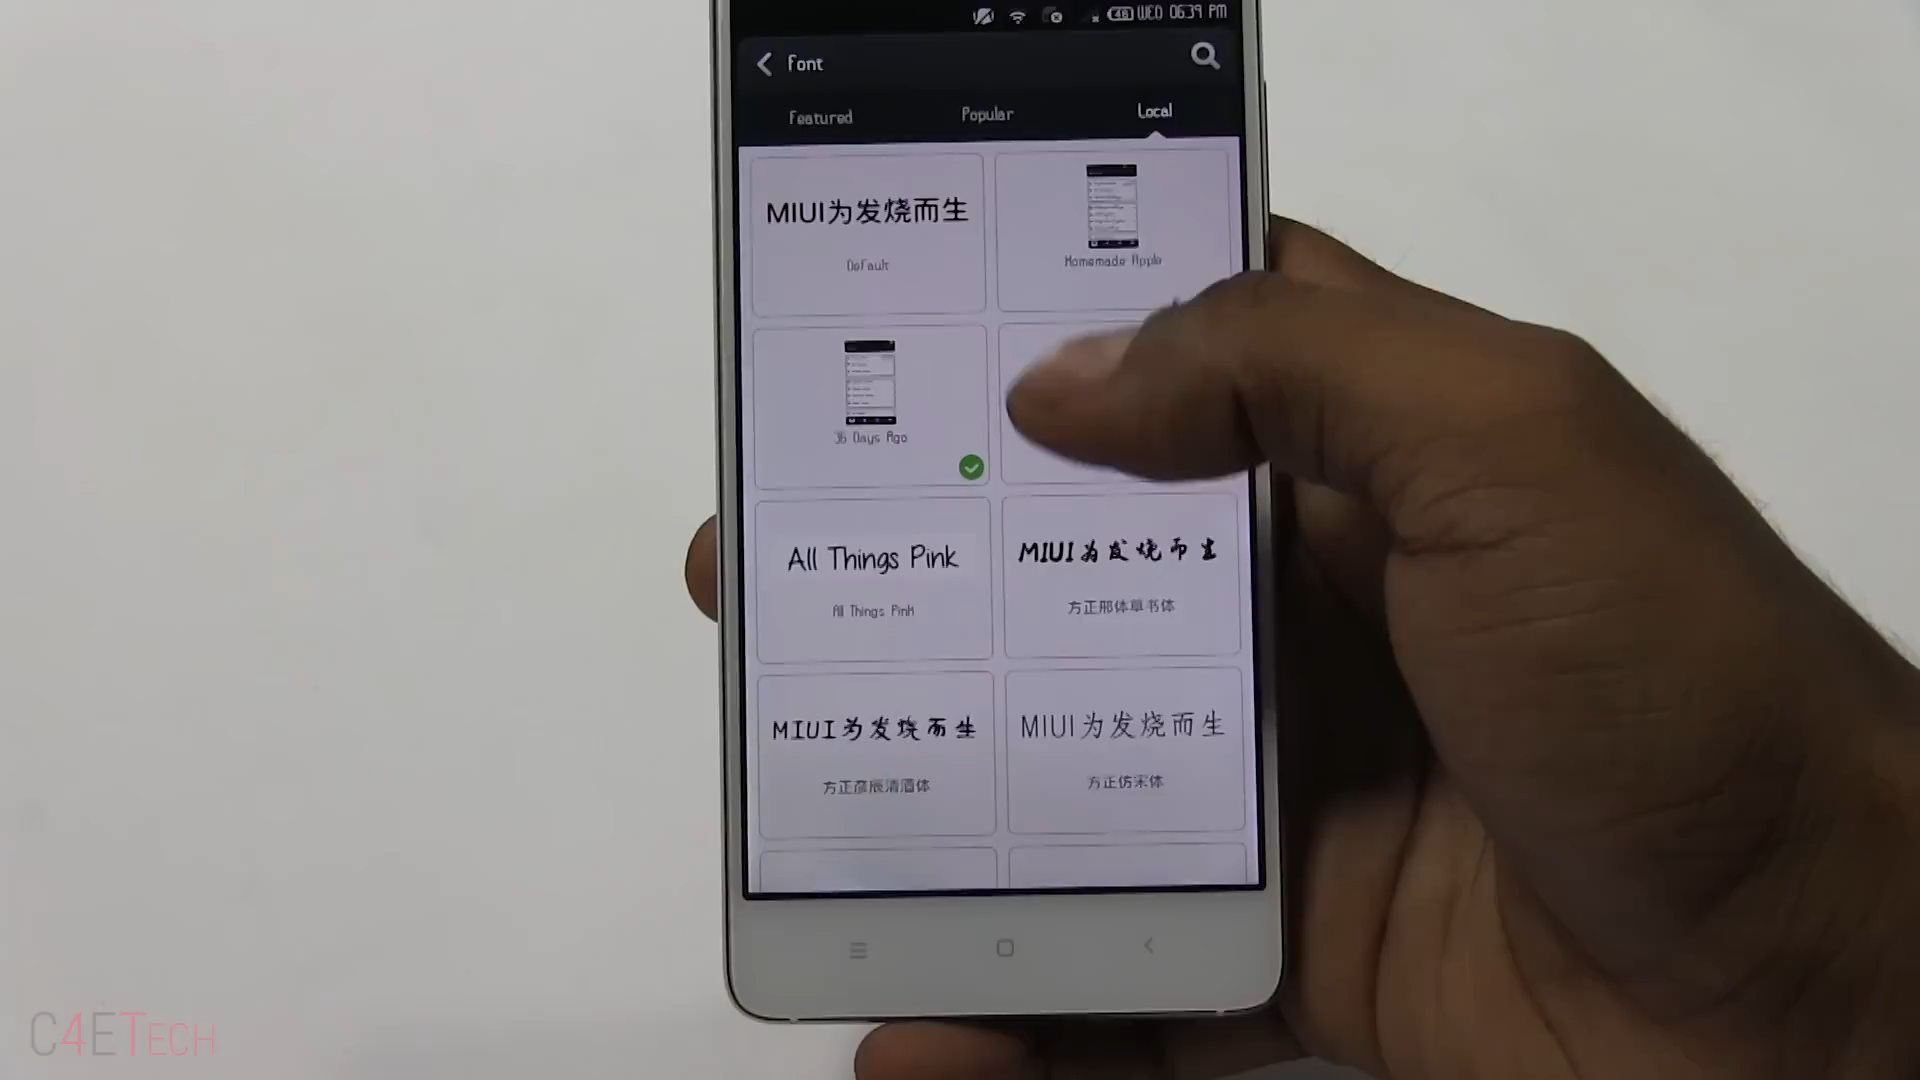 46 WED 06:39 PM
Font
Featured Popular Local
MIUI为发烧而生
Default
Homemade Apple
36 Days Ago
All Things Pink
All Things Pink
MIUI为发烧而生
方正邢体草书体
MIUI为发烧而生
方正彦辰清酒体
MIUI为发烧而生
方正仿宋体
C4ETech